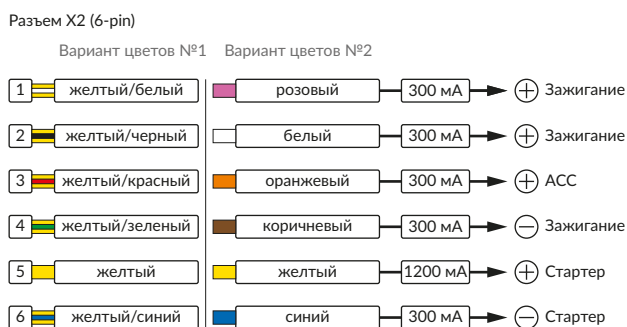 Разъем X2 (6-pin)
Вариант цветов №1 Вариант цветов №2
1 желтый/белый розовый 300 мА + Зажигание
2 желтый/черный белый 300 мА + Зажигание
3 желтый/красный оранжевый 300 мА + ACC
4 желтый/зеленый коричневый 300 мА − Зажигание
5 желтый желтый 1200 мА + Стартер
6 желтый/синий синий 300 мА − Стартер